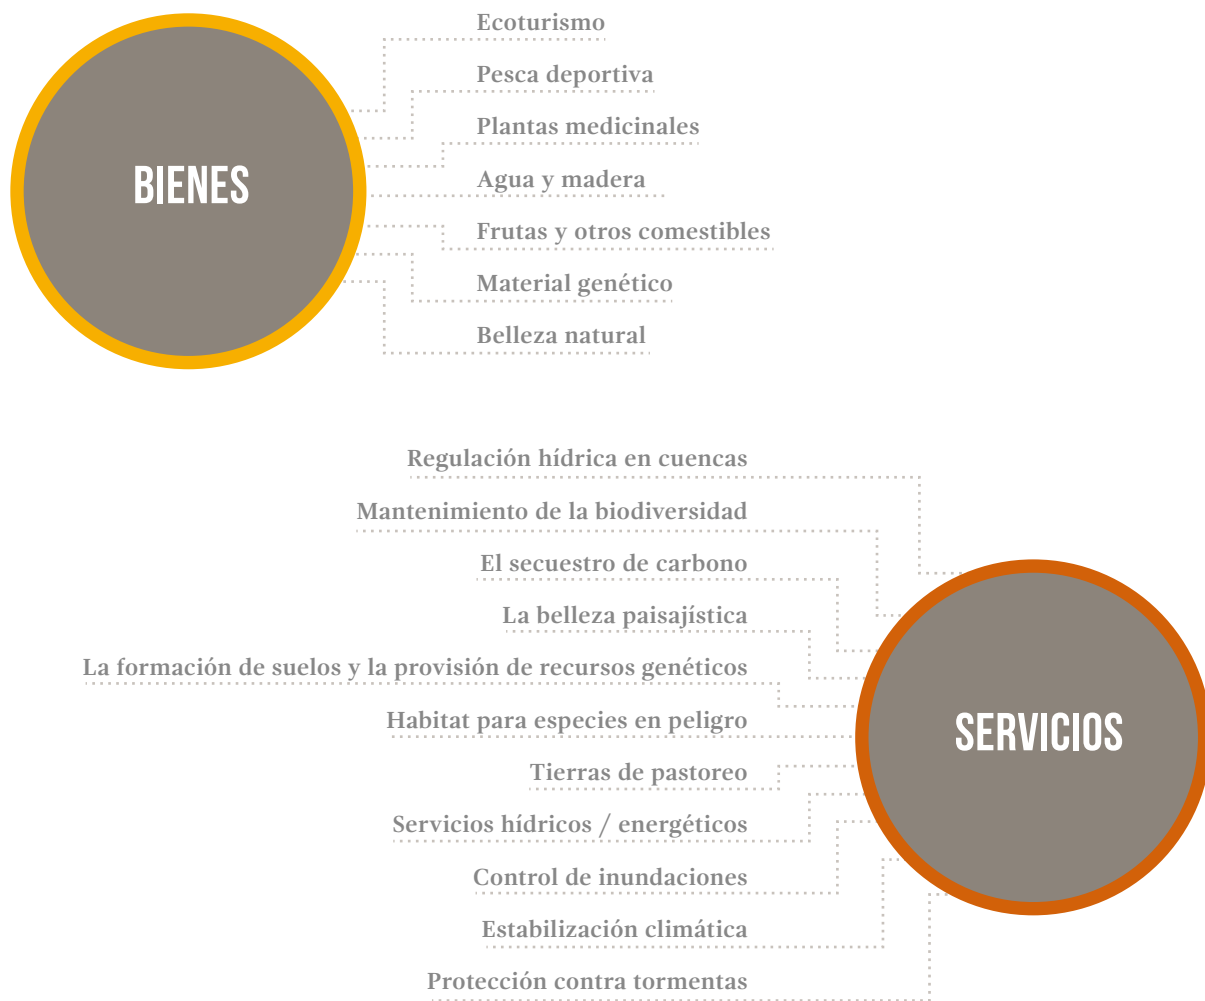 BIENES
Ecoturismo
Pesca deportiva
Plantas medicinales
Agua y madera
Frutas y otros comestibles
Material genético
Belleza natural
Regulación hídrica en cuencas
Mantenimiento de la biodiversidad
El secuestro de carbono
La belleza paisajística
La formación de suelos y la provisión de recursos genéticos
Habitat para especies en peligro
Tierras de pastoreo
Servicios hídricos / energéticos
Control de inundaciones
Estabilización climática
Protección contra tormentas
SERVICIOS